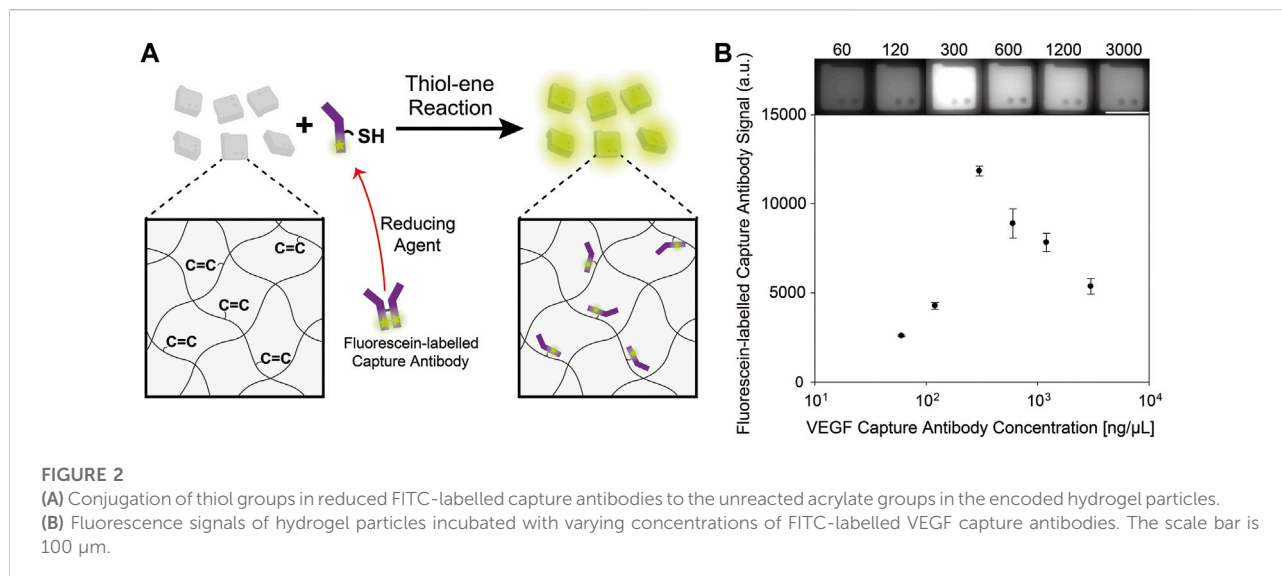 A
Thiol-ene
Reaction
+
SH
Reducing
Agent
C=C
C=C
C=C
C=C
C=C
Fluorescein-labelled
Capture Antibody
B
60 120 300 600 1200 3000
Fluorescein-labelled Capture Antibody Signal (a.u.)
15000
10000
5000
0
10¹ 10² 10³ 10⁴
VEGF Capture Antibody Concentration [ng/µL]
FIGURE 2
(A) Conjugation of thiol groups in reduced FITC-labelled capture antibodies to the unreacted acrylate groups in the encoded hydrogel particles.
(B) Fluorescence signals of hydrogel particles incubated with varying concentrations of FITC-labelled VEGF capture antibodies. The scale bar is
100 µm.